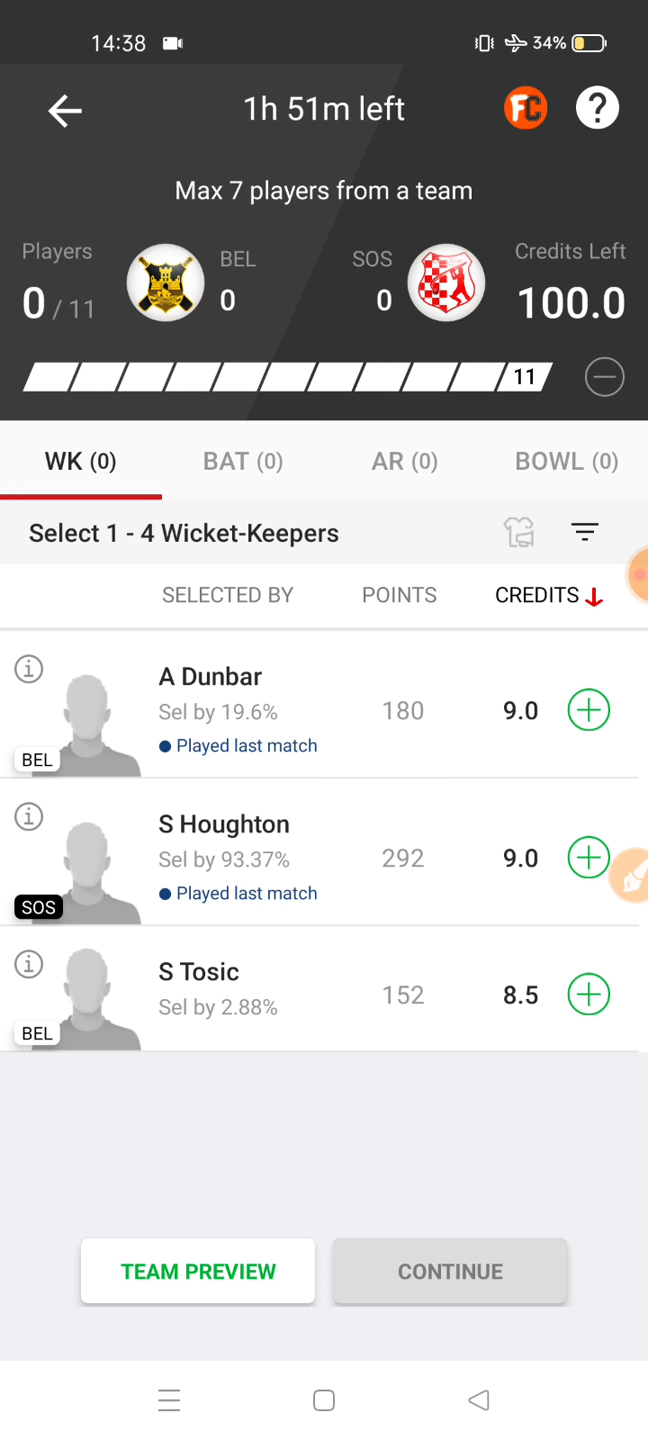 14:38
34%
1h 51m left
FC
?
Max 7 players from a team
Players
BEL
SOS
Credits Left
0 / 11
0
0
100.0
11
WK (0)
BAT (0)
AR (0)
BOWL (0)
Select 1 - 4 Wicket-Keepers
SELECTED BY
POINTS
CREDITS
A Dunbar
Sel by 19.6%
180
9.0
Played last match
BEL
S Houghton
Sel by 93.37%
292
9.0
Played last match
SOS
S Tosic
Sel by 2.88%
152
8.5
BEL
TEAM PREVIEW
CONTINUE